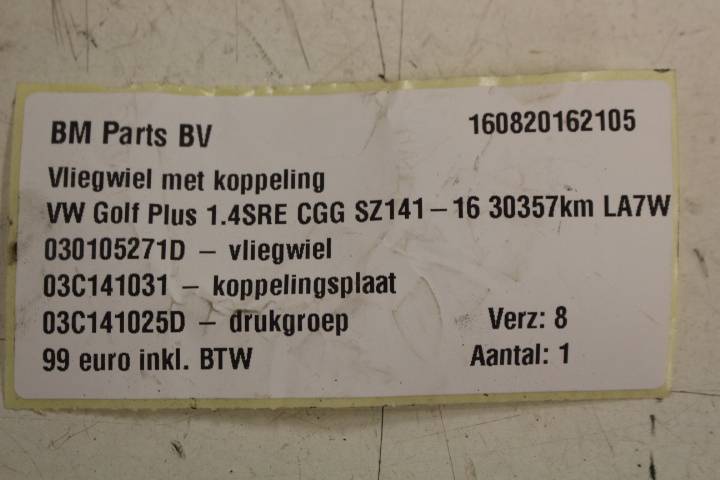 BM Parts BV 160820162105
Vliegwiel met koppeling
VW Golf Plus 1.4SRE CGG SZ141 – 16 30357km LA7W
030105271D – vliegwiel
03C141031 – koppelingsplaat
03C141025D – drukgroep Verz: 8
99 euro inkl. BTW Aantal: 1